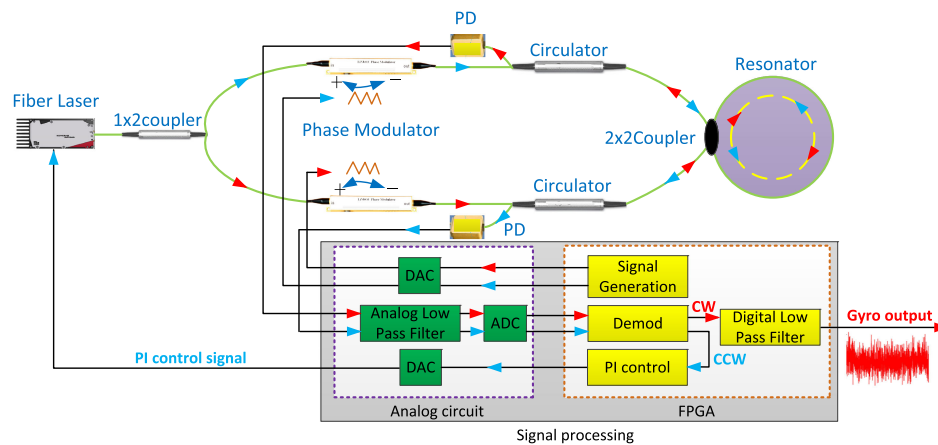 PD
Circulator
Resonator
Fiber Laser
1x2coupler
+
−
Phase Modulator
2x2Coupler
+
−
Circulator
PD
DAC
Signal
Generation
Analog Low
Pass Filter
ADC
Demod
CW
Digital Low
Pass Filter
Gyro output
PI control signal
DAC
PI control
CCW
Analog circuit
FPGA
Signal processing